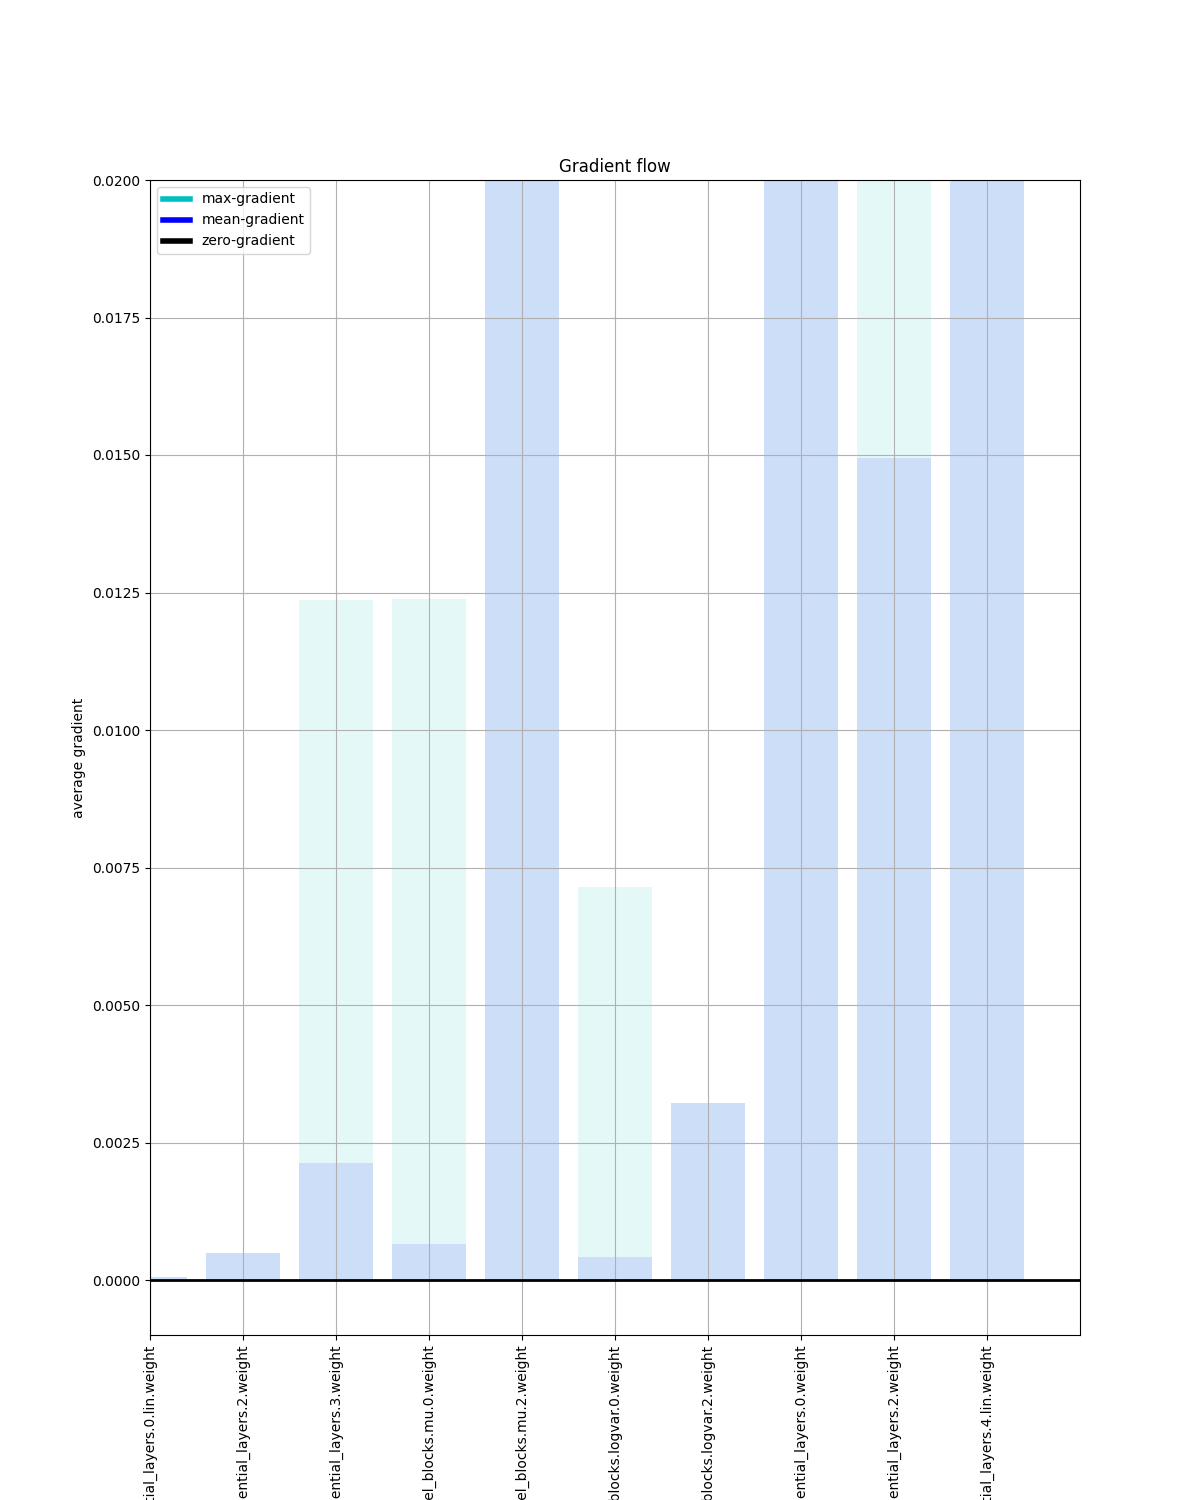 Gradient flow
max-gradient
mean-gradient
zero-gradient
0.0200
0.0175
0.0150
0.0125
0.0100
0.0075
0.0050
0.0025
0.0000
average gradient
tial_layers.0.lin.weight
ential_layers.2.weight
ential_layers.3.weight
el_blocks.mu.0.weight
el_blocks.mu.2.weight
blocks.logvar.0.weight
blocks.logvar.2.weight
ential_layers.0.weight
ential_layers.2.weight
tial_layers.4.lin.weight